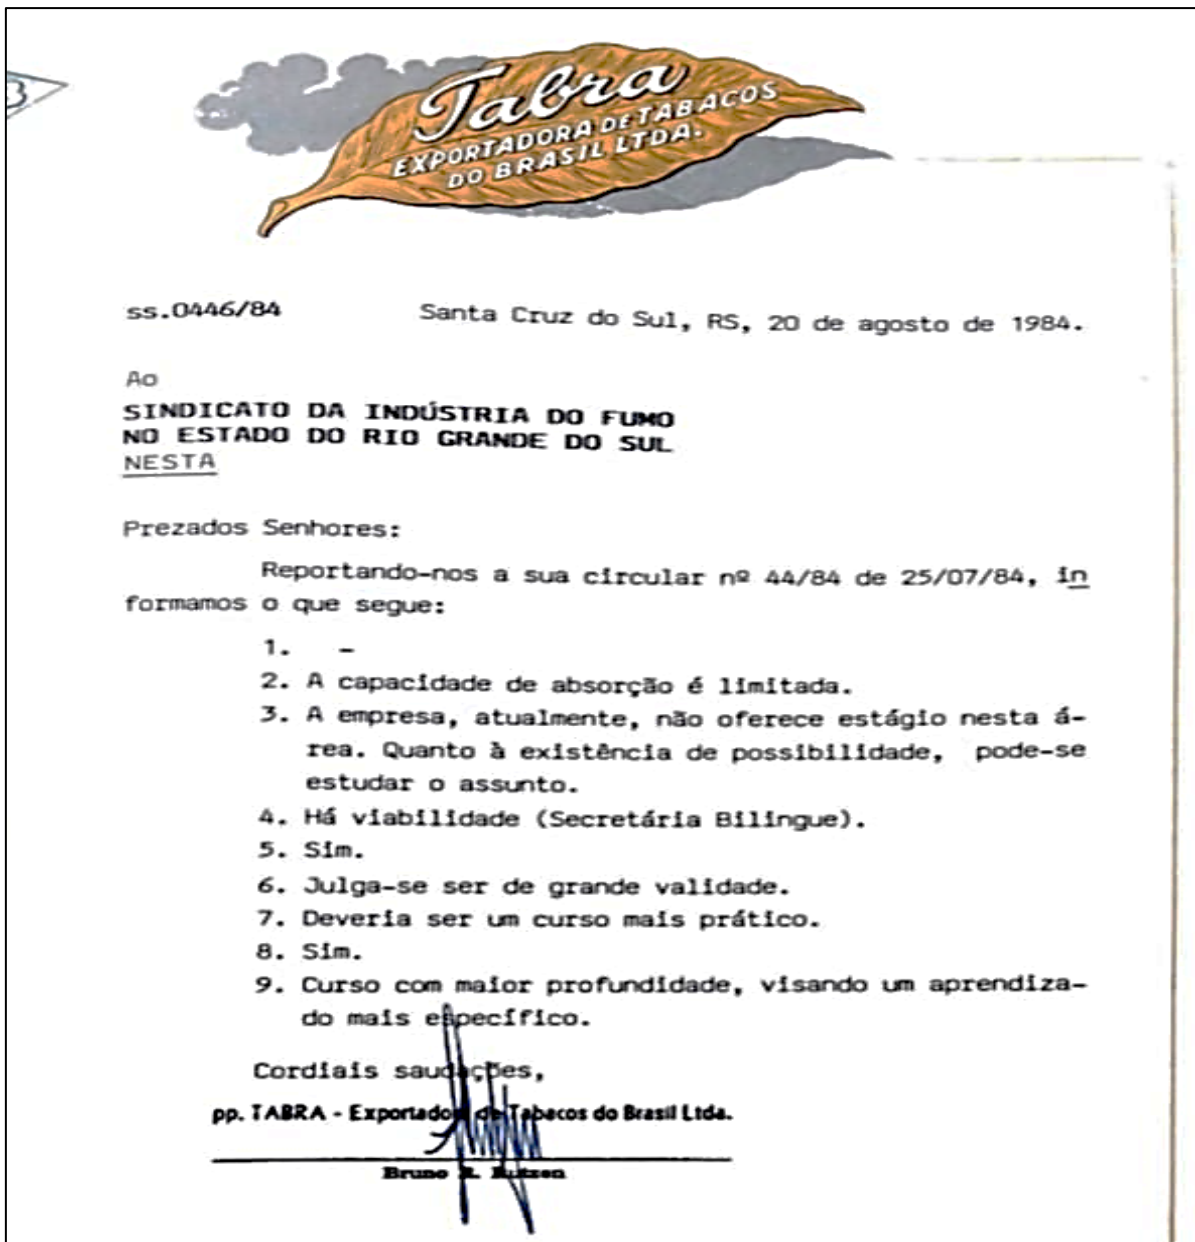 Tabra
EXPORTADORA DE TABACOS
DO BRASIL LTDA.
ss.0446/84 Santa Cruz do Sul, RS, 20 de agosto de 1984.
Ao
SINDICATO DA INDÚSTRIA DO FUMO
NO ESTADO DO RIO GRANDE DO SUL
NESTA
Prezados Senhores:
Reportando-nos a sua circular nº 44/84 de 25/07/84, in
formamos o que segue:
1. -
2. A capacidade de absorção é limitada.
3. A empresa, atualmente, não oferece estágio nesta á-
rea. Quanto à existência de possibilidade, pode-se
estudar o assunto.
4. Há viabilidade (Secretária Bilingue).
5. Sim.
6. Julga-se ser de grande validade.
7. Deveria ser um curso mais prático.
8. Sim.
9. Curso com maior profundidade, visando um aprendiza-
do mais específico.
Cordiais saudações,
pp. TABRA - Exportadora de Tabacos do Brasil Ltda.
Bruno R.